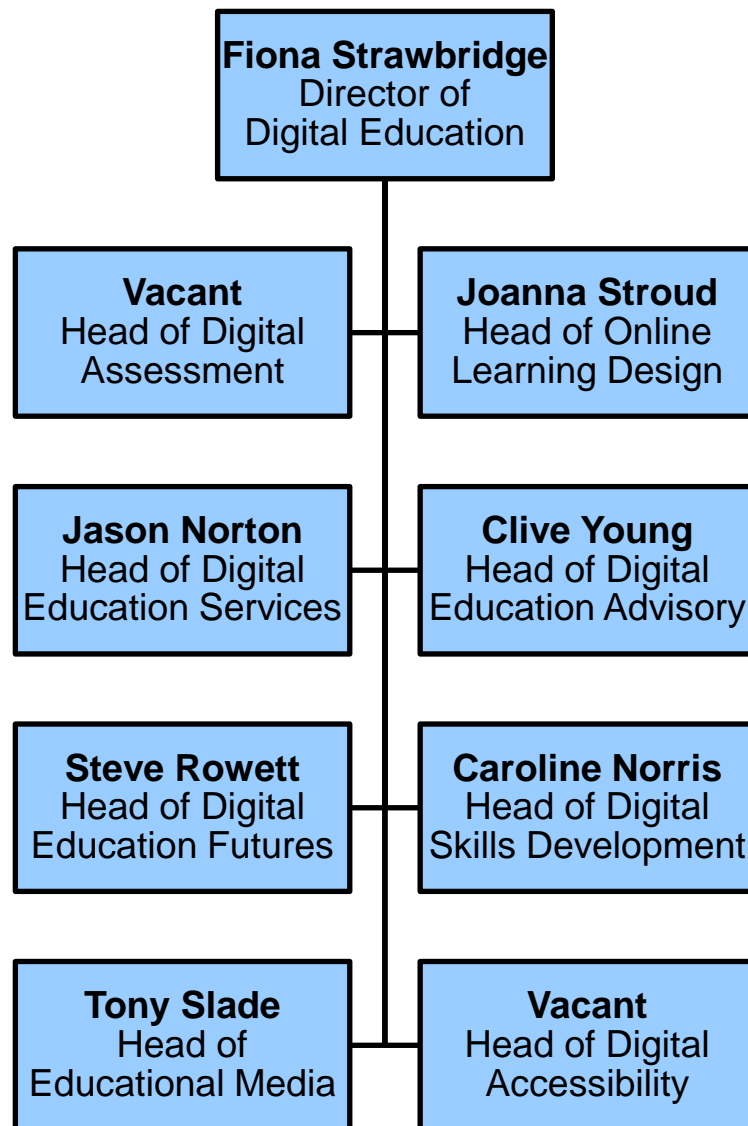 Fiona Strawbridge
Director of
Digital Education
Vacant
Head of Digital
Assessment
Joanna Stroud
Head of Online
Learning Design
Jason Norton
Head of Digital
Education Services
Clive Young
Head of Digital
Education Advisory
Steve Rowett
Head of Digital
Education Futures
Caroline Norris
Head of Digital
Skills Development
Tony Slade
Head of
Educational Media
Vacant
Head of Digital
Accessibility